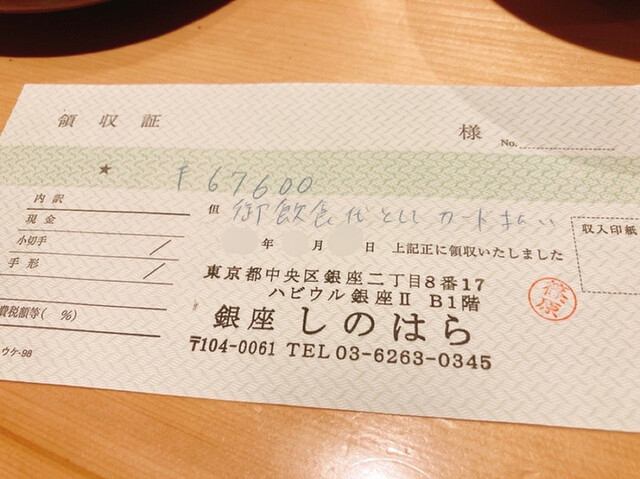 領収証
様
No.
★ ￥67600
但 御飲食代としてカード払い
年 月 日 上記正に領収いたしました
内訳
現金
小切手 /
手形 /
費税額等( %)
ウケ-98
収入印紙
東京都中央区銀座二丁目8番17
ハビウル銀座Ⅱ B1階
銀座 しのはら
〒104-0061 TEL03-6263-0345